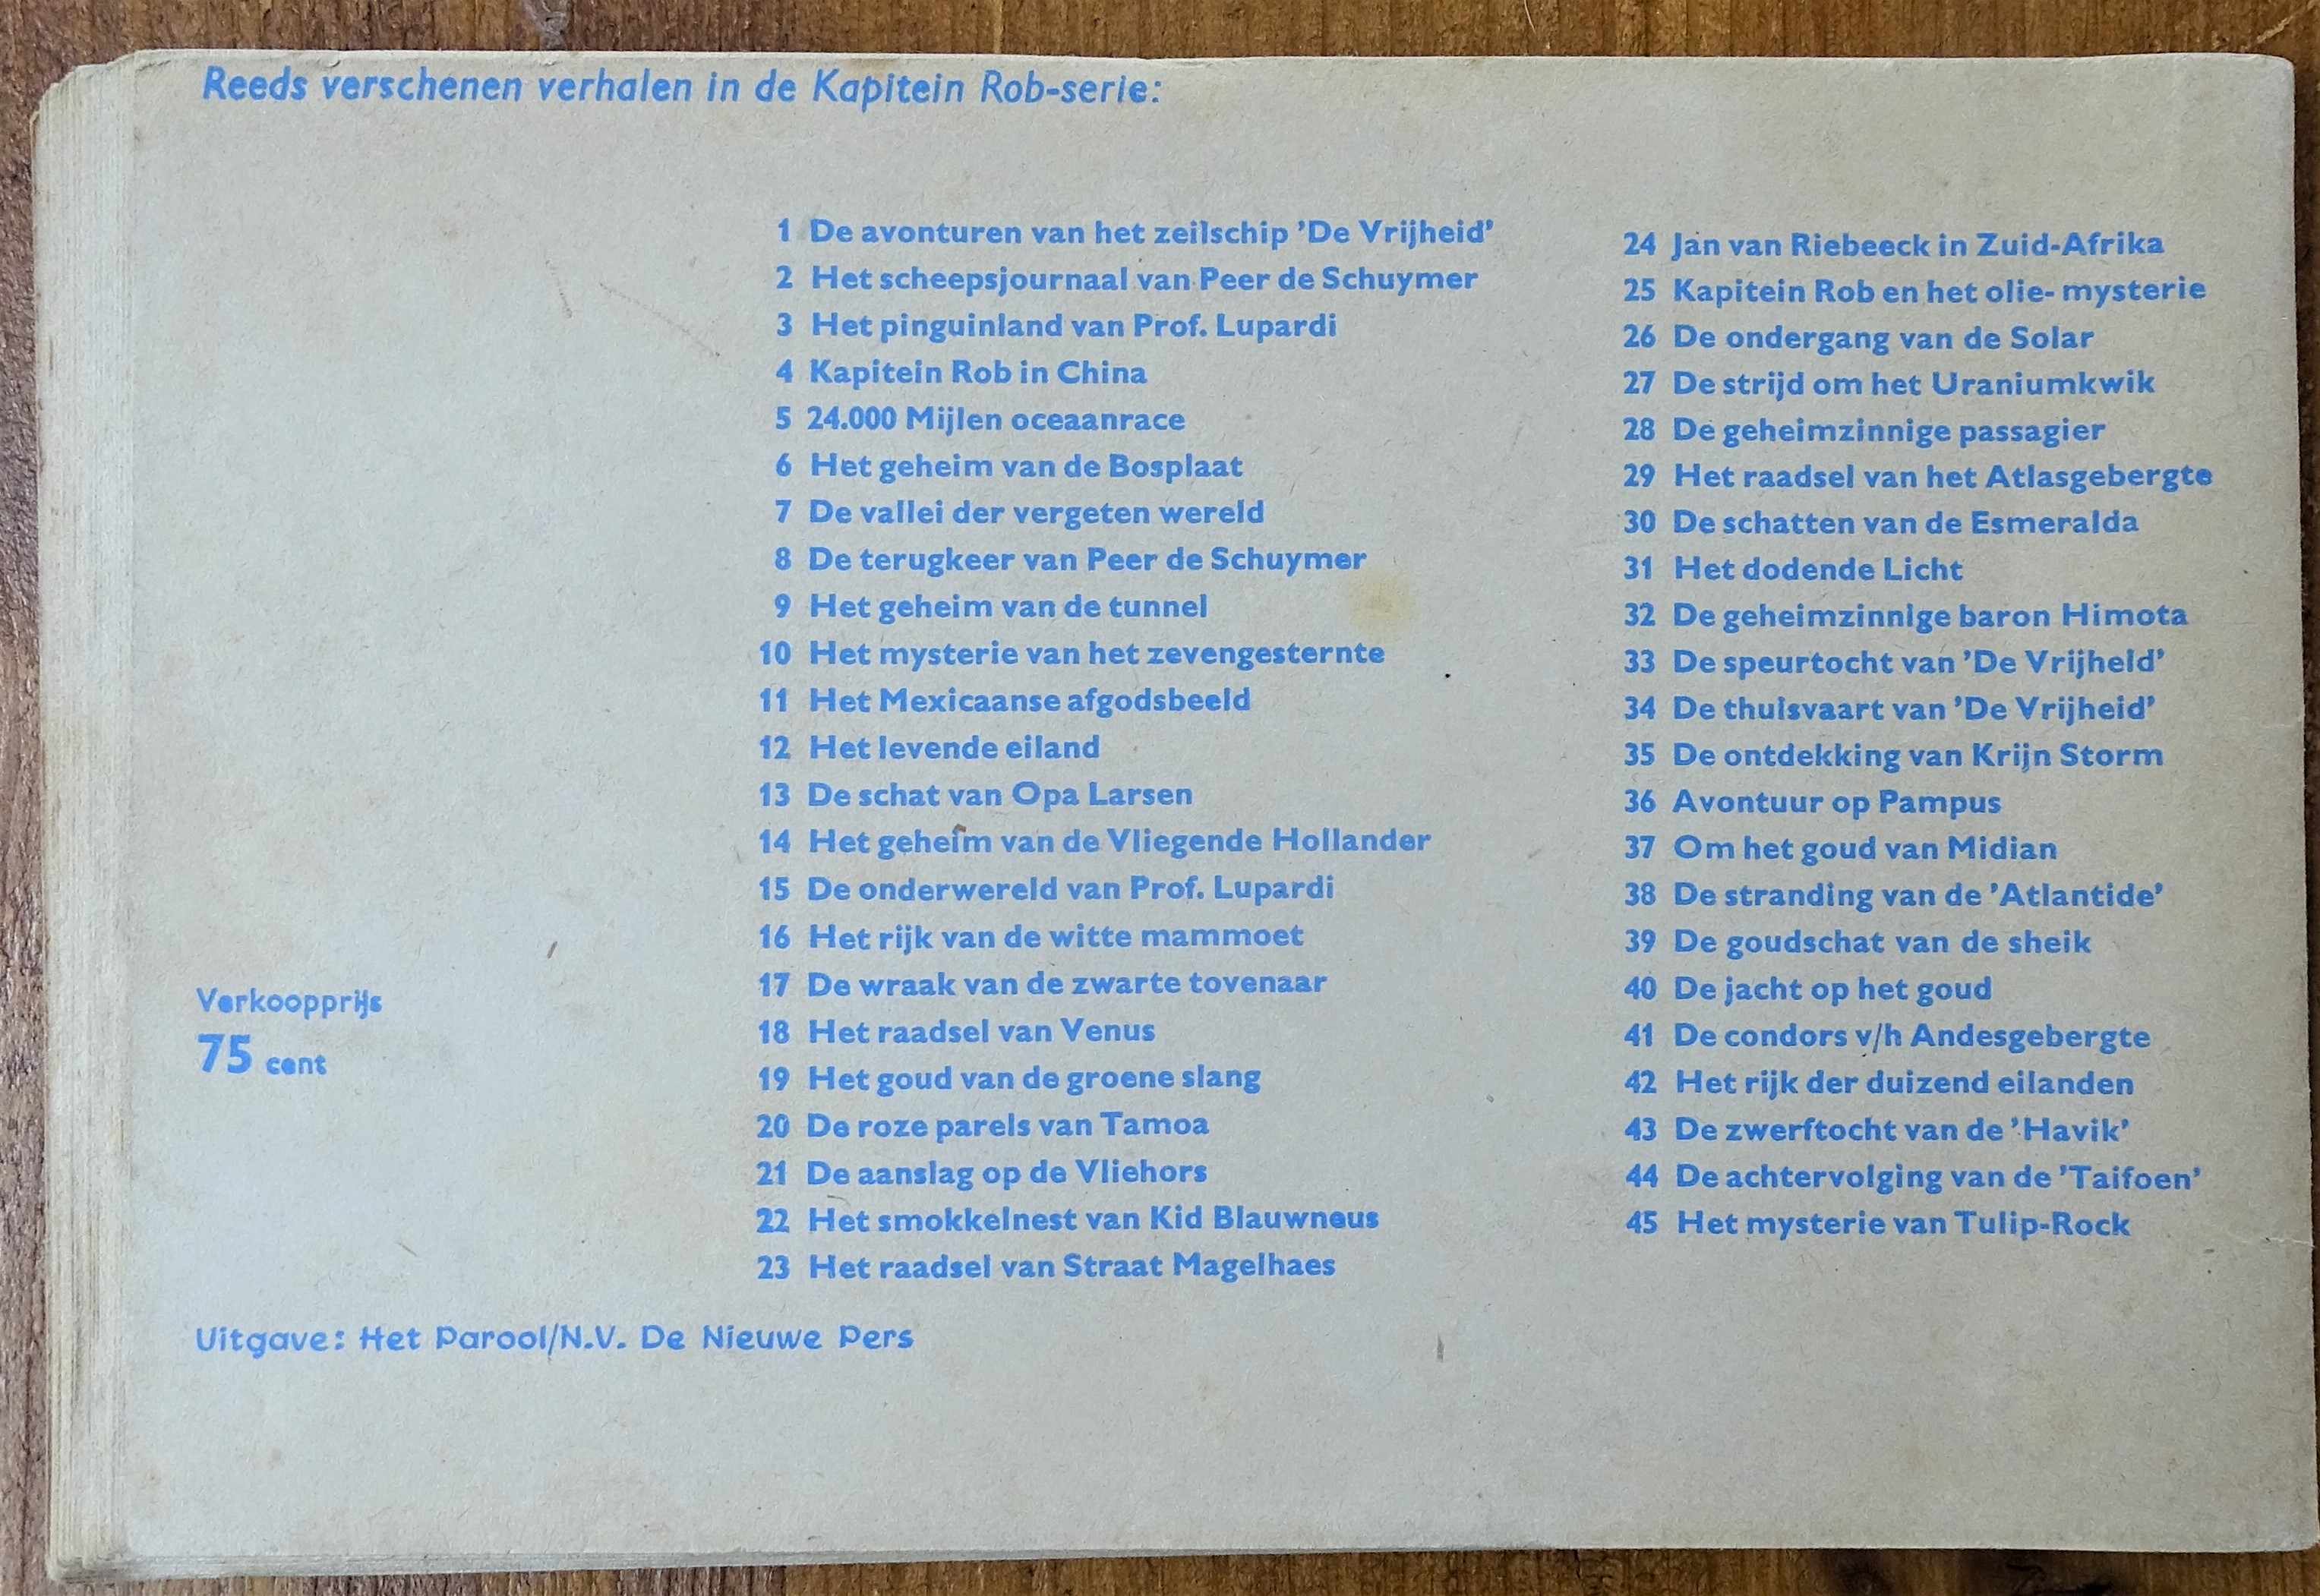 Reeds verschenen verhalen in de Kapitein Rob-serie:
1 De avonturen van het zeilschip 'De Vrijheid'
2 Het scheepsjournaal van Peer de Schuymer
3 Het pinguinland van Prof. Lupardi
4 Kapitein Rob in China
5 24.000 Mijlen oceaanrace
6 Het geheim van de Bosplaat
7 De vallei der vergeten wereld
8 De terugkeer van Peer de Schuymer
9 Het geheim van de tunnel
10 Het mysterie van het zevengesternte
11 Het Mexicaanse afgodsbeeld
12 Het levende eiland
13 De schat van Opa Larsen
14 Het geheim van de Vliegende Hollander
15 De onderwereld van Prof. Lupardi
16 Het rijk van de witte mammoet
17 De wraak van de zwarte tovenaar
18 Het raadsel van Venus
19 Het goud van de groene slang
20 De roze parels van Tamoa
21 De aanslag op de Vliehors
22 Het smokkelnest van Kid Blauwneus
23 Het raadsel van Straat Magelhaes
24 Jan van Riebeeck in Zuid-Afrika
25 Kapitein Rob en het olie- mysterie
26 De ondergang van de Solar
27 De strijd om het Uraniumkwik
28 De geheimzinnige passagier
29 Het raadsel van het Atlasgebergte
30 De schatten van de Esmeralda
31 Het dodende Licht
32 De geheimzinnige baron Himota
33 De speurtocht van 'De Vrijheid'
34 De thuisvaart van 'De Vrijheid'
35 De ontdekking van Krijn Storm
36 Avontuur op Pampus
37 Om het goud van Midian
38 De stranding van de 'Atlantide'
39 De goudschat van de sheik
40 De jacht op het goud
41 De condors v/h Andesgebergte
42 Het rijk der duizend eilanden
43 De zwerftocht van de 'Havik'
44 De achtervolging van de 'Taifoen'
45 Het mysterie van Tulip-Rock
Verkoopprijs
75 cent
Uitgave: Het Parool/N.V. De Nieuwe Pers